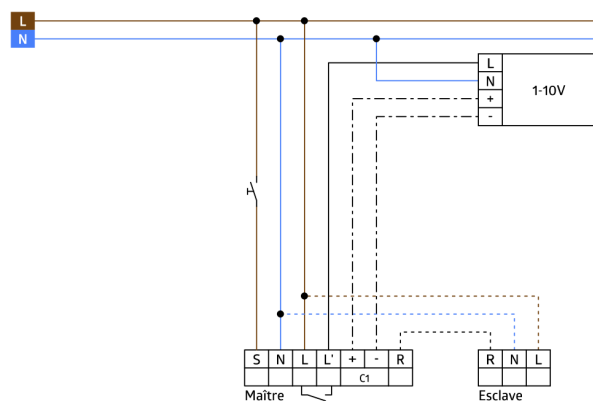 L
N
L
N
+
-
1-10V
S N L L' + - R
C1
Maître
R N L
Esclave